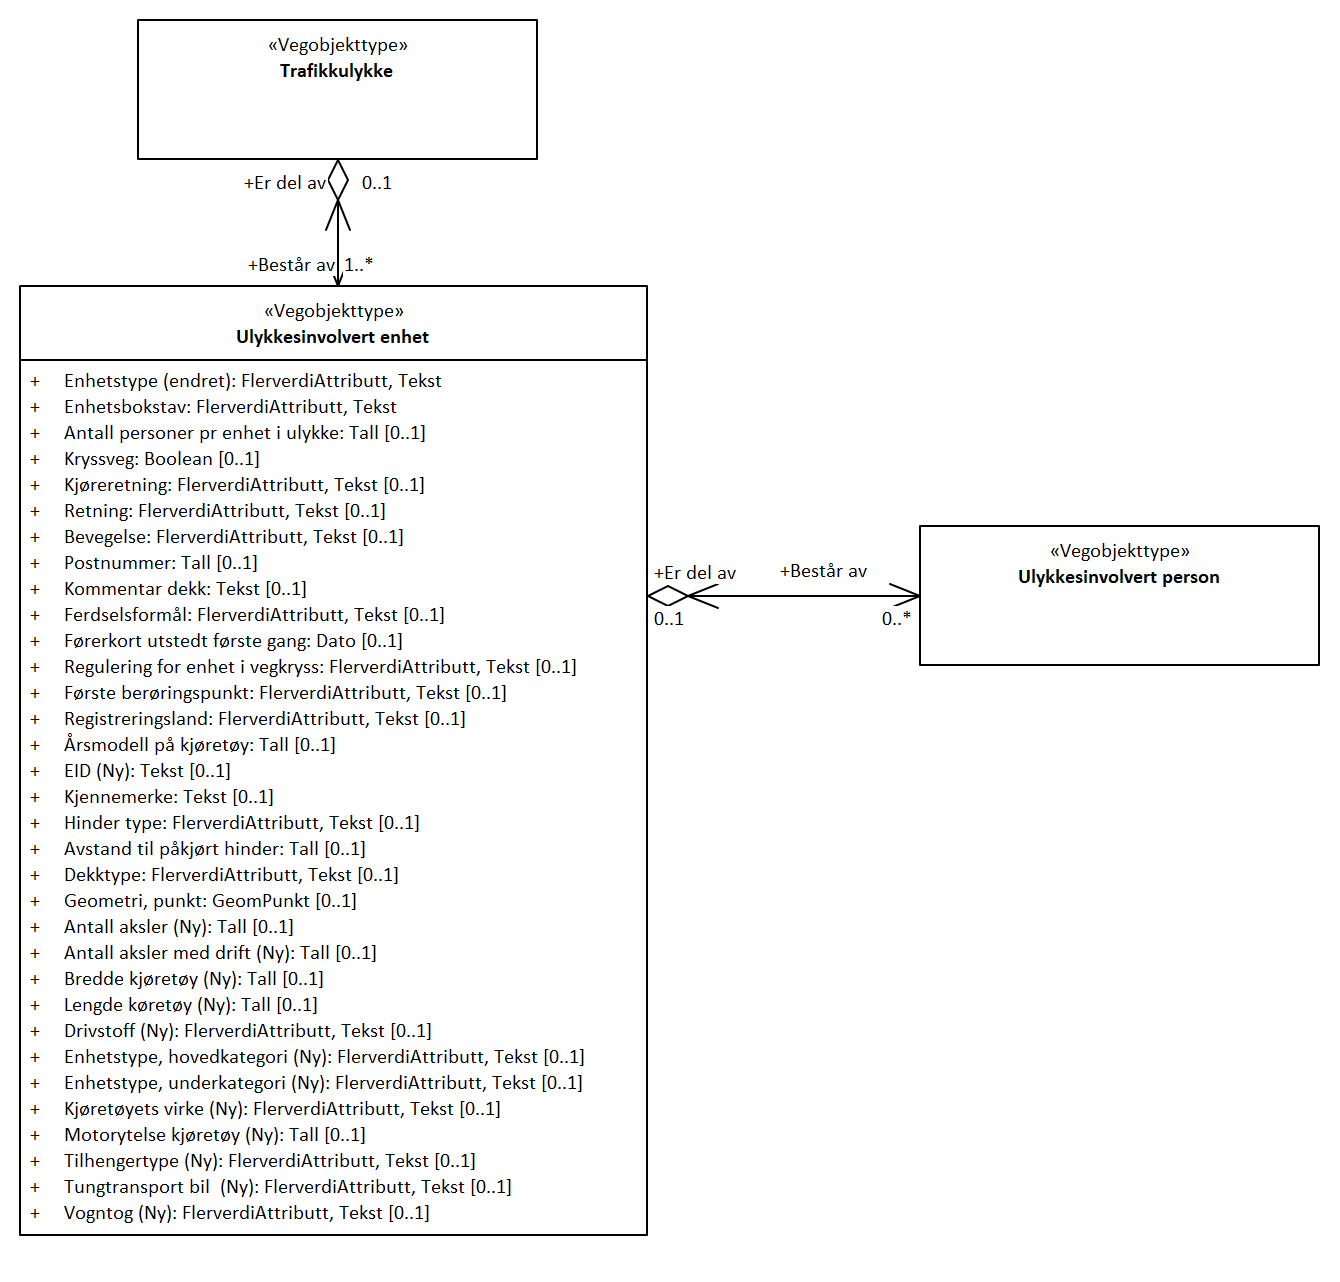 «Vegobjekttype»
Trafikkulykke
+Er del av 0..1
+Består av 1..*
«Vegobjekttype»
Ulykkesinvolvert enhet
+ Enhetstype (endret): FlerverdiAttributt, Tekst
+ Enhetsbokstav: FlerverdiAttributt, Tekst
+ Antall personer pr enhet i ulykke: Tall [0..1]
+ Kryssveg: Boolean [0..1]
+ Kjøreretning: FlerverdiAttributt, Tekst [0..1]
+ Retning: FlerverdiAttributt, Tekst [0..1]
+ Bevegelse: FlerverdiAttributt, Tekst [0..1]
+ Postnummer: Tall [0..1]
+ Kommentar dekk: Tekst [0..1]
+ Ferdselsformål: FlerverdiAttributt, Tekst [0..1]
+ Førerkort utstedt første gang: Dato [0..1]
+ Regulering for enhet i vegkryss: FlerverdiAttributt, Tekst [0..1]
+ Første berøringspunkt: FlerverdiAttributt, Tekst [0..1]
+ Registreringsland: FlerverdiAttributt, Tekst [0..1]
+ Årsmodell på kjøretøy: Tall [0..1]
+ EID (Ny): Tekst [0..1]
+ Kjennemerke: Tekst [0..1]
+ Hinder type: FlerverdiAttributt, Tekst [0..1]
+ Avstand til påkjørt hinder: Tall [0..1]
+ Dekktype: FlerverdiAttributt, Tekst [0..1]
+ Geometri, punkt: GeomPunkt [0..1]
+ Antall aksler (Ny): Tall [0..1]
+ Antall aksler med drift (Ny): Tall [0..1]
+ Bredde kjøretøy (Ny): Tall [0..1]
+ Lengde køretøy (Ny): Tall [0..1]
+ Drivstoff (Ny): FlerverdiAttributt, Tekst [0..1]
+ Enhetstype, hovedkategori (Ny): FlerverdiAttributt, Tekst [0..1]
+ Enhetstype, underkategori (Ny): FlerverdiAttributt, Tekst [0..1]
+ Kjøretøyets virke (Ny): FlerverdiAttributt, Tekst [0..1]
+ Motorytelse kjøretøy (Ny): Tall [0..1]
+ Tilhengertype (Ny): FlerverdiAttributt, Tekst [0..1]
+ Tungtransport bil  (Ny): FlerverdiAttributt, Tekst [0..1]
+ Vogntog (Ny): FlerverdiAttributt, Tekst [0..1]
+Er del av +Består av
0..1 0..*
«Vegobjekttype»
Ulykkesinvolvert person